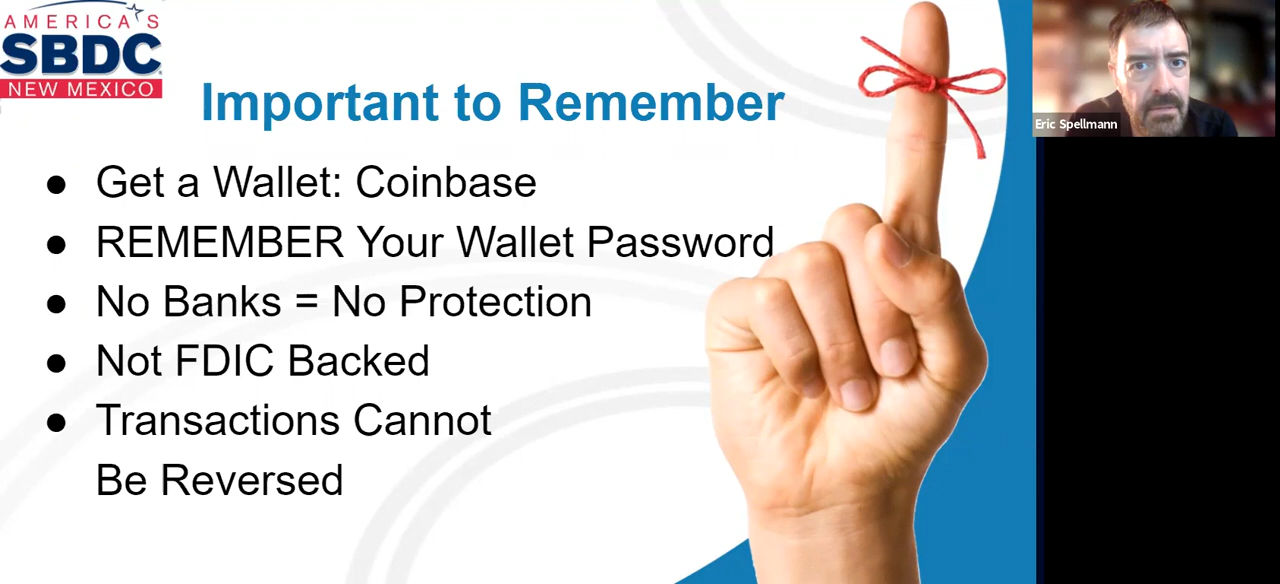 AMERICA'S
SBDC
NEW MEXICO
Important to Remember
● Get a Wallet: Coinbase
● REMEMBER Your Wallet Password
● No Banks = No Protection
● Not FDIC Backed
● Transactions Cannot
Be Reversed
Eric Spellmann